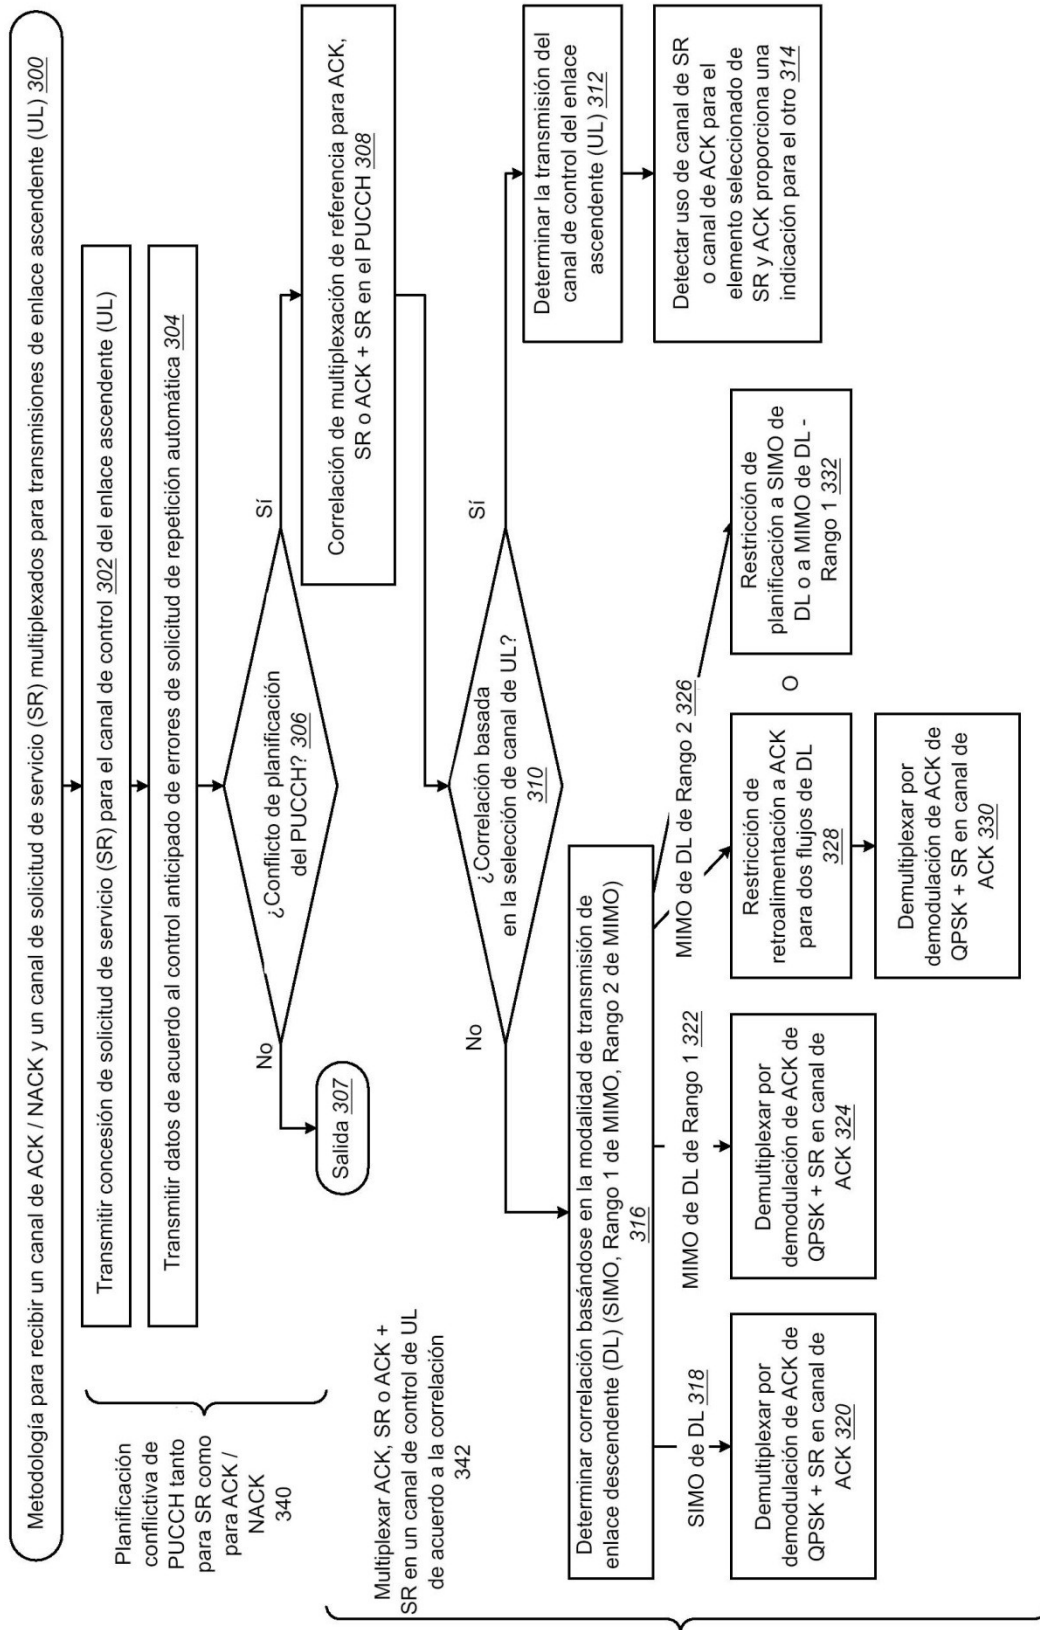 Metodología para recibir un canal de ACK / NACK y un canal de solicitud de servicio (SR) multiplexados para transmisiones de enlace ascendente (UL) 300
Planificación
conflictiva de
PUCCH tanto
para SR como
para ACK /
NACK
340
Transmitir concesión de solicitud de servicio (SR) para el canal de control 302 del enlace ascendente (UL)
Transmitir datos de acuerdo al control anticipado de errores de solicitud de repetición automática 304
¿Conflicto de planificación
del PUCCH? 306
No
Sí
Salida 307
Correlación de multiplexación de referencia para ACK,
SR o ACK + SR en el PUCCH 308
Multiplexar ACK, SR o ACK +
SR en un canal de control de UL
de acuerdo a la correlación
342
¿Correlación basada
en la selección de canal de UL?
310
No
Sí
Determinar la transmisión del
canal de control del enlace
ascendente (UL) 312
Detectar uso de canal de SR
o canal de ACK para el
elemento seleccionado de
SR y ACK proporciona una
indicación para el otro 314
Determinar correlación basándose en la modalidad de transmisión de
enlace descendente (DL) (SIMO, Rango 1 de MIMO, Rango 2 de MIMO)
316
SIMO de DL 318
MIMO de DL de Rango 1 322
MIMO de DL de Rango 2 326
Demultiplexar por
demodulación de ACK de
QPSK + SR en canal de
ACK 320
Demultiplexar por
demodulación de ACK de
QPSK + SR en canal de
ACK 324
Restricción de
retroalimentación a ACK
para dos flujos de DL
328
O
Restricción de
planificación a SIMO de
DL o a MIMO de DL -
Rango 1 332
Demultiplexar por
demodulación de ACK de
QPSK + SR en canal de
ACK 330